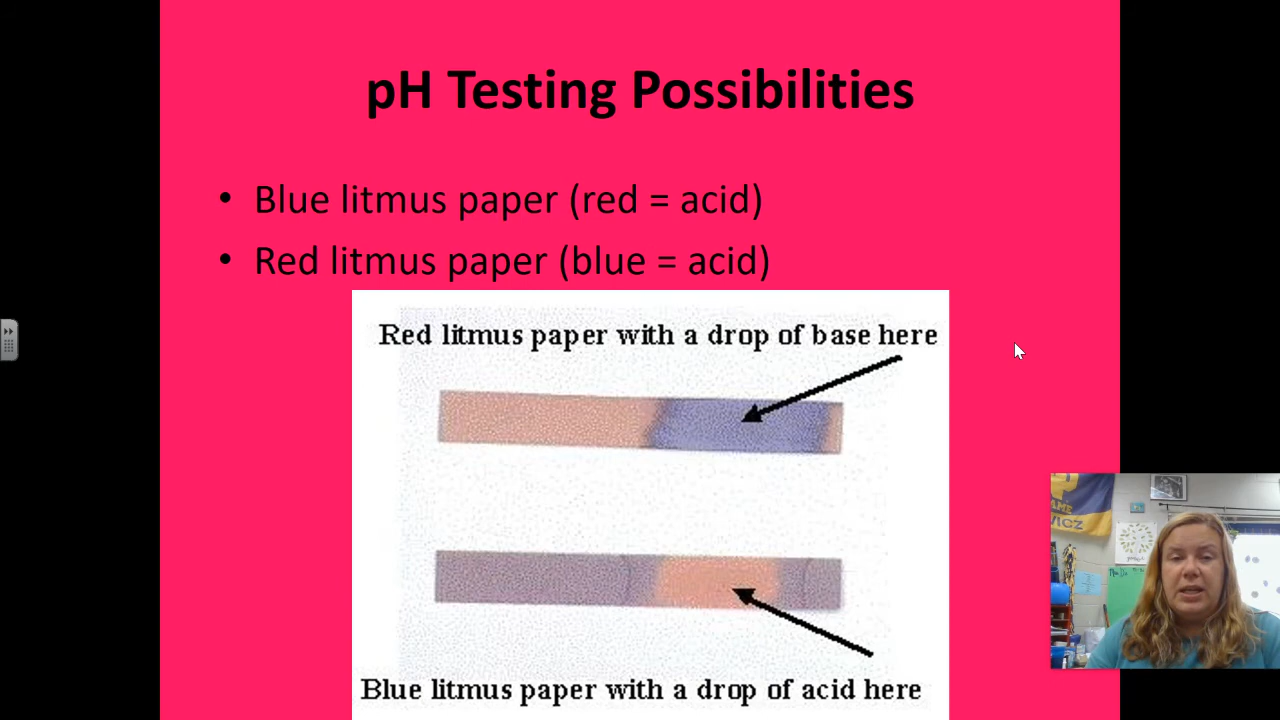 pH Testing Possibilities
• Blue litmus paper (red = acid)
• Red litmus paper (blue = acid)
Red litmus paper with a drop of base here
Blue litmus paper with a drop of acid here